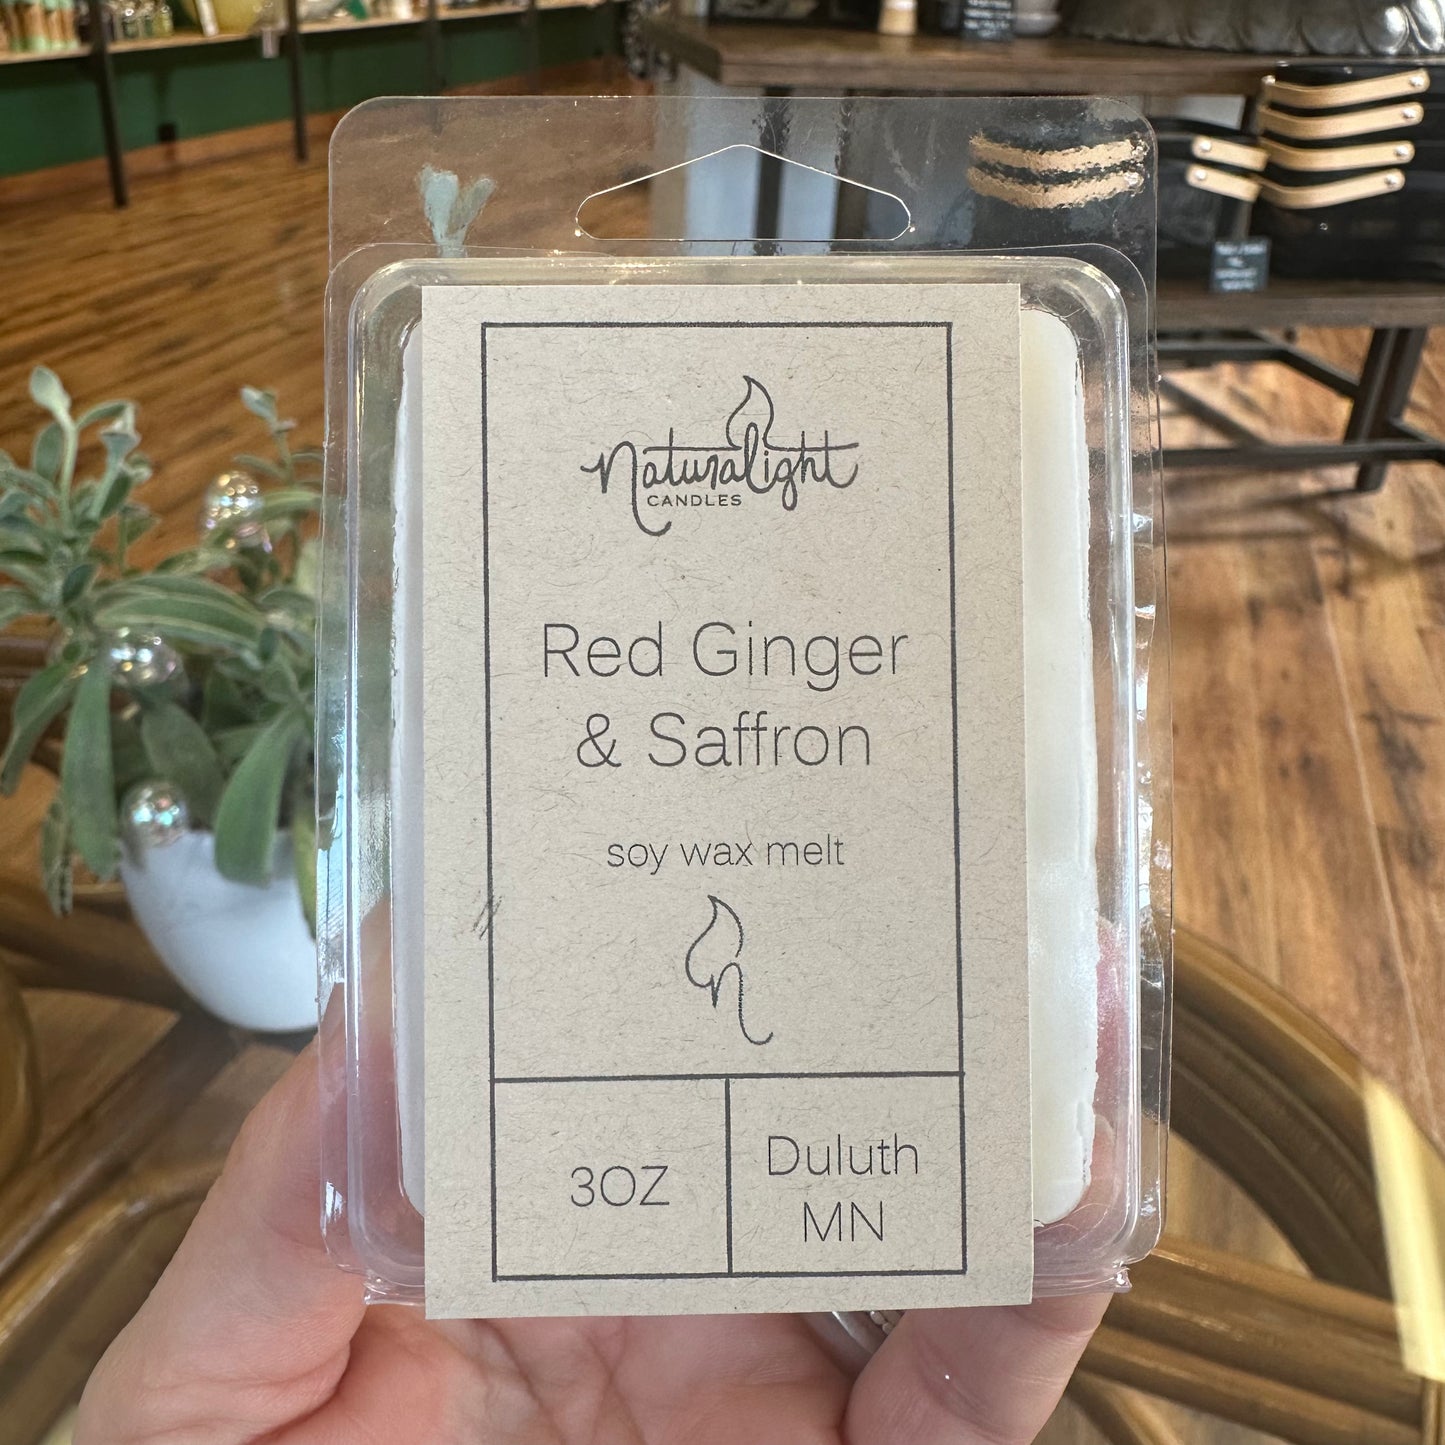 Naturalight
CANDLES
Red Ginger
& Saffron
soy wax melt
n
3OZ
Duluth
MN